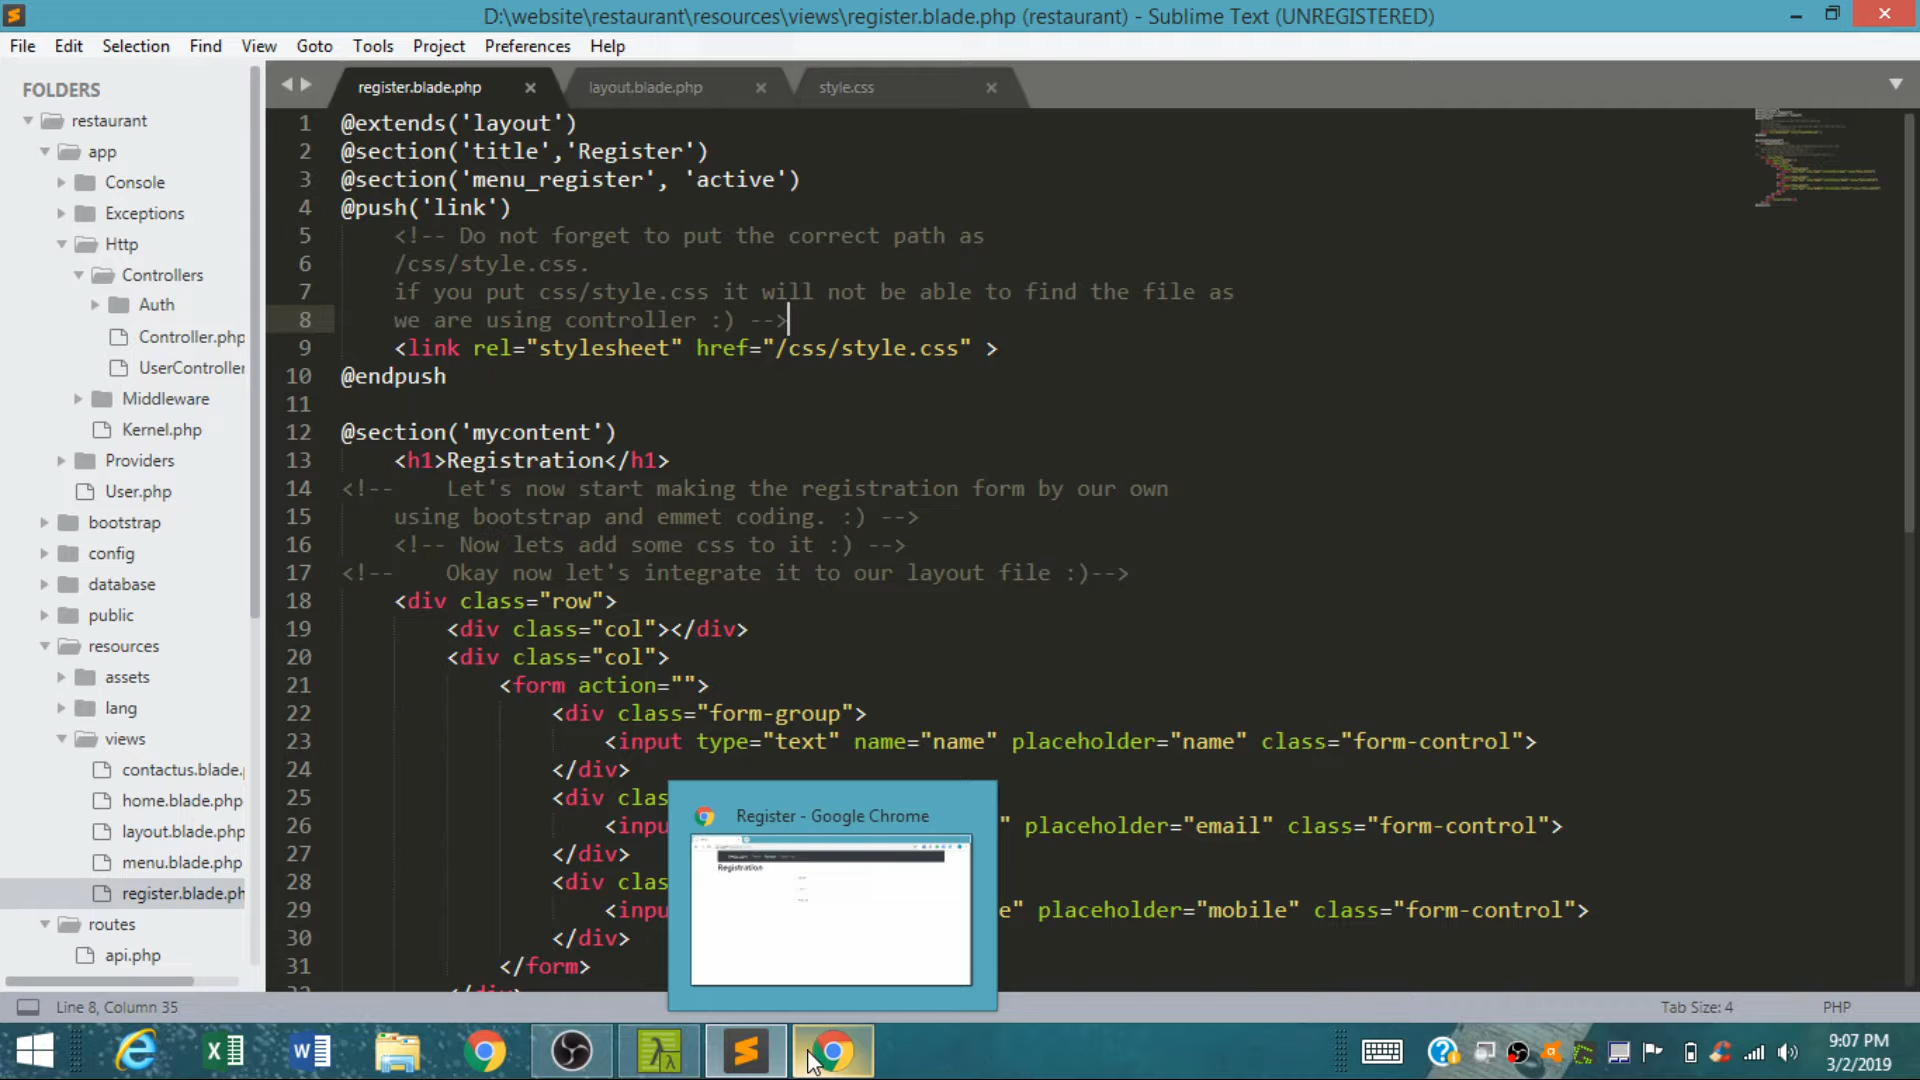 D:\website\restaurant\resources\views\register.blade.php (restaurant) - Sublime Text (UNREGISTERED)
File Edit Selection Find View Goto Tools Project Preferences Help
FOLDERS
restaurant
app
Console
Exceptions
Http
Controllers
Auth
Controller.php
UserController
Middleware
Kernel.php
Providers
User.php
bootstrap
config
database
public
resources
assets
lang
views
contactus.blade.
home.blade.php
layout.blade.php
menu.blade.php
register.blade.ph
routes
api.php
register.blade.php layout.blade.php style.css
1 @extends('layout')
2 @section('title','Register')
3 @section('menu_register', 'active')
4 @push('link')
5 <!-- Do not forget to put the correct path as
6 /css/style.css.
7 if you put css/style.css it will not be able to find the file as
8 we are using controller :) -->
9 <link rel="stylesheet" href="/css/style.css" >
10 @endpush
11
12 @section('mycontent')
13 <h1>Registration</h1>
14 <!-- Let's now start making the registration form by our own
15 using bootstrap and emmet coding. :) -->
16 <!-- Now lets add some css to it :) -->
17 <!-- Okay now let's integrate it to our layout file :)-->
18 <div class="row">
19 <div class="col"></div>
20 <div class="col">
21 <form action="">
22 <div class="form-group">
23 <input type="text" name="name" placeholder="name" class="form-control">
24 </div>
25 <div clas
26 <inpu " placeholder="email" class="form-control">
27 </div>
28 <div clas
29 <inpu e" placeholder="mobile" class="form-control">
30 </div>
31 </form>
Register - Google Chrome
Registration
Line 8, Column 35 Tab Size: 4 PHP
9:07 PM
3/2/2019